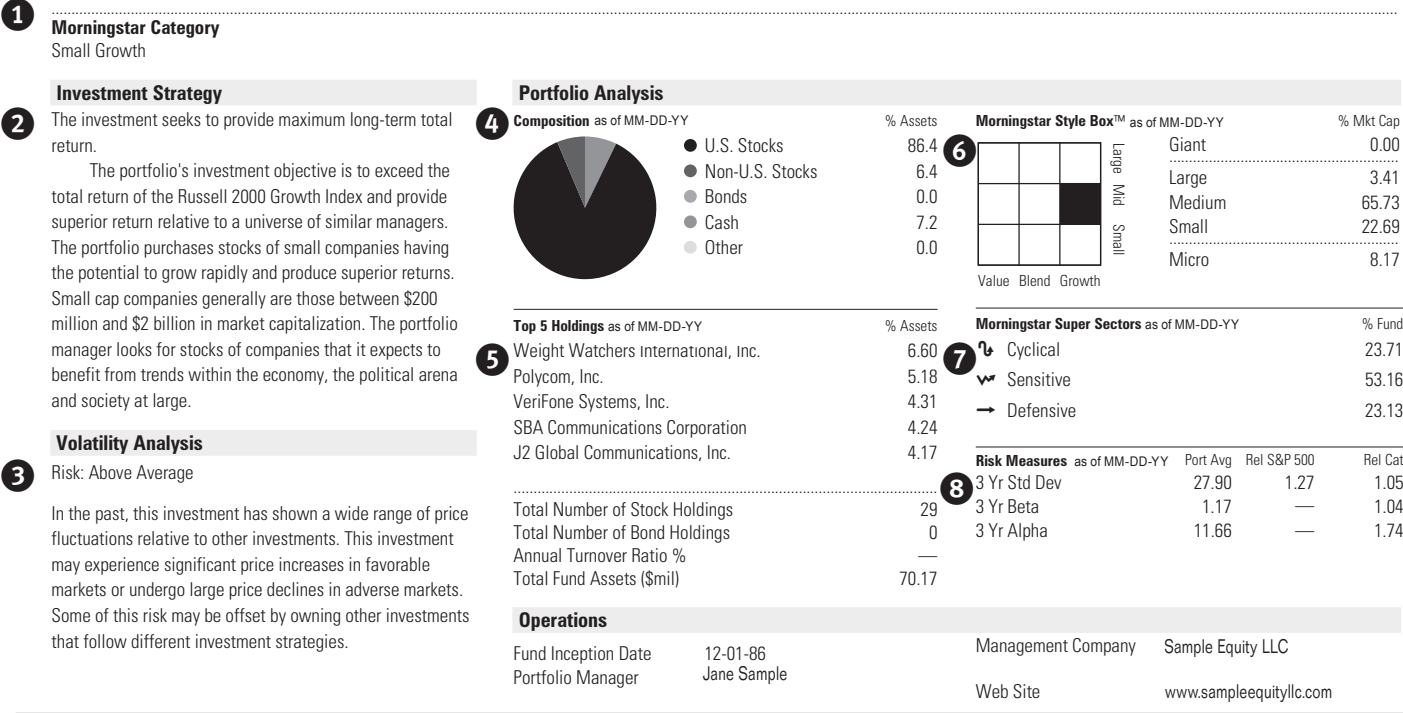 1
Morningstar Category
Small Growth
Investment Strategy
2
The investment seeks to provide maximum long-term total
return.
The portfolio's investment objective is to exceed the
total return of the Russell 2000 Growth Index and provide
superior return relative to a universe of similar managers.
The portfolio purchases stocks of small companies having
the potential to grow rapidly and produce superior returns.
Small cap companies generally are those between $200
million and $2 billion in market capitalization. The portfolio
manager looks for stocks of companies that it expects to
benefit from trends within the economy, the political arena
and society at large.
Volatility Analysis
3
Risk: Above Average
In the past, this investment has shown a wide range of price
fluctuations relative to other investments. This investment
may experience significant price increases in favorable
markets or undergo large price declines in adverse markets.
Some of this risk may be offset by owning other investments
that follow different investment strategies.
Portfolio Analysis
4
Composition as of MM-DD-YY % Assets
U.S. Stocks 86.4
Non-U.S. Stocks 6.4
Bonds 0.0
Cash 7.2
Other 0.0
5
Top 5 Holdings as of MM-DD-YY % Assets
Weight Watchers International, Inc. 6.60
Polycom, Inc. 5.18
VeriFone Systems, Inc. 4.31
SBA Communications Corporation 4.24
J2 Global Communications, Inc. 4.17
Total Number of Stock Holdings 29
Total Number of Bond Holdings 0
Annual Turnover Ratio % —
Total Fund Assets ($mil) 70.17
6
Morningstar Style Box™ as of MM-DD-YY % Mkt Cap
Large
Mid
Small
Value Blend Growth
Giant 0.00
Large 3.41
Medium 65.73
Small 22.69
Micro 8.17
7
Morningstar Super Sectors as of MM-DD-YY % Fund
Cyclical 23.71
Sensitive 53.16
Defensive 23.13
8
Risk Measures as of MM-DD-YY Port Avg Rel S&P 500 Rel Cat
3 Yr Std Dev 27.90 1.27 1.05
3 Yr Beta 1.17 — 1.04
3 Yr Alpha 11.66 — 1.74
Operations
Fund Inception Date 12-01-86
Portfolio Manager Jane Sample
Management Company Sample Equity LLC
Web Site www.sampleequityllc.com